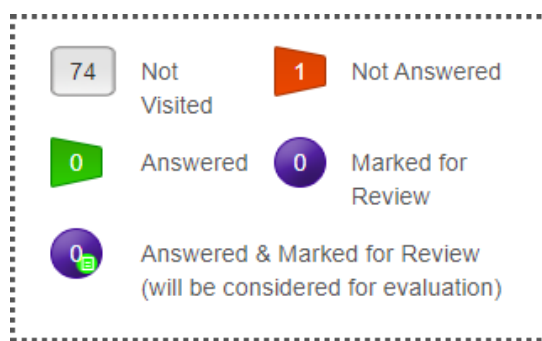 74 Not Visited
1 Not Answered
0 Answered
0 Marked for Review
0 Answered & Marked for Review
(will be considered for evaluation)